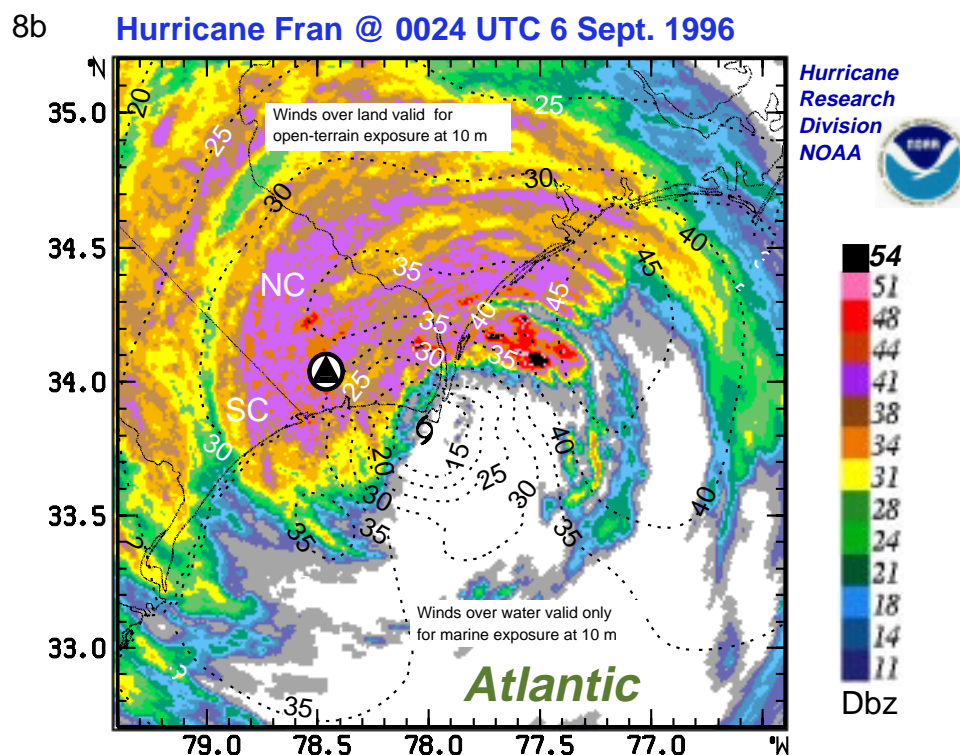 8b
Hurricane Fran @ 0024 UTC 6 Sept. 1996
°N
Hurricane
Research
Division
NOAA
NOAA
35.0
34.5
34.0
33.5
33.0
20
25
Winds over land valid for
open-terrain exposure at 10 m
25
30
30
40
35
45
NC
45
40
35
30
35
25
SC
30
15
20
25
40
30
30
40
35
35
35
Winds over water valid only
for marine exposure at 10 m
Atlantic
35
79.0
78.5
78.0
77.5
77.0
°W
54
51
48
44
41
38
34
31
28
24
21
18
14
11
Dbz